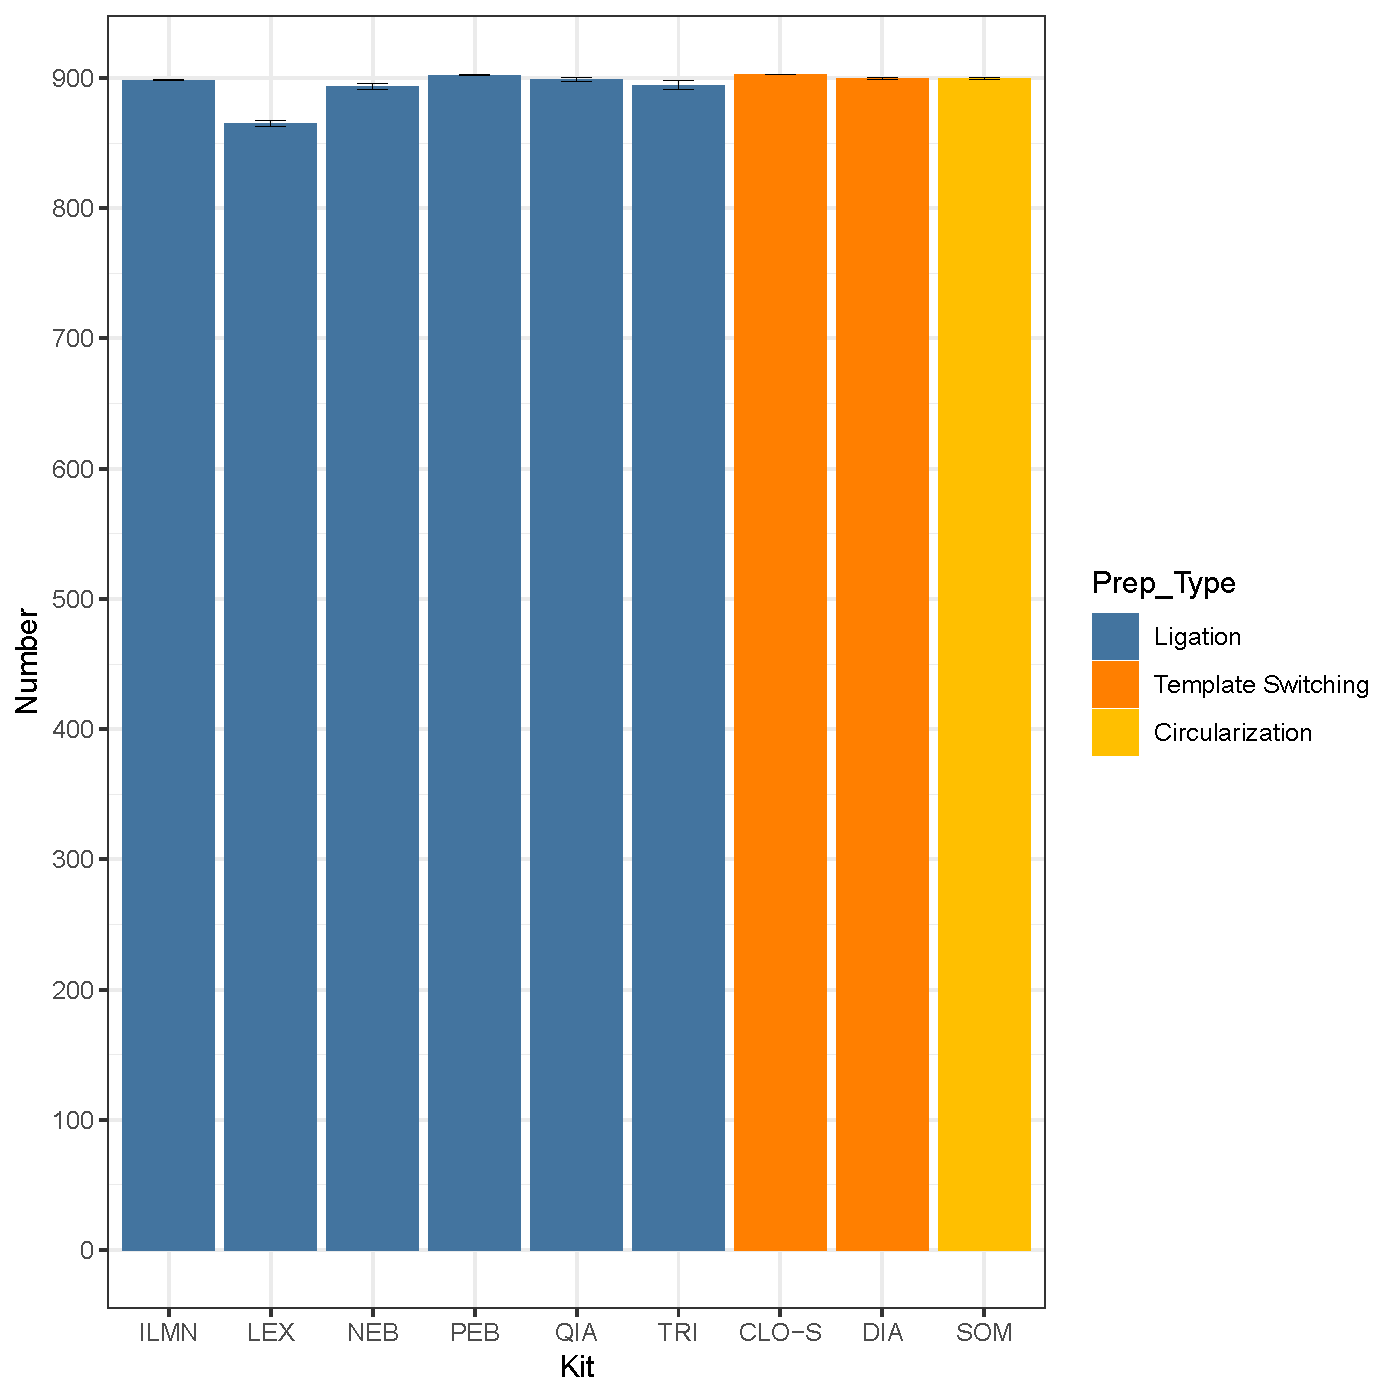 900
800
700
600
500
400
300
200
100
0
Number
ILMN LEX NEB PEB QIA TRI CLO-S DIA SOM
Kit
Prep_Type
Ligation
Template Switching
Circularization